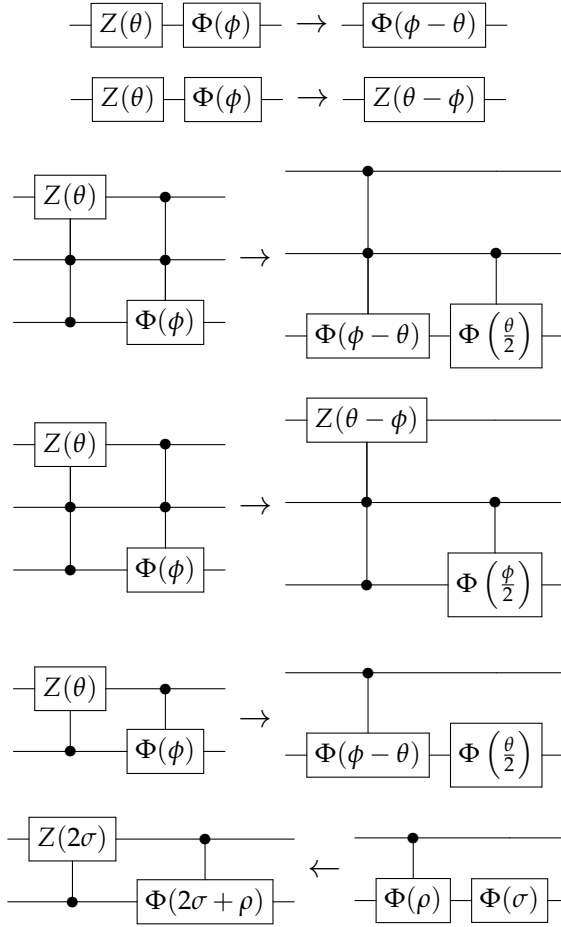 Z(θ) Φ(ϕ) → Φ(ϕ − θ)
Z(θ) Φ(ϕ) → Z(θ − ϕ)
Z(θ)
→
Φ(ϕ) Φ(ϕ − θ) Φ(θ/2)
Z(θ − ϕ)
Z(θ)
→
Φ(ϕ) Φ(ϕ/2)
Z(θ)
→
Φ(ϕ) Φ(ϕ − θ) Φ(θ/2)
Z(2σ)
←
Φ(2σ + ρ) Φ(ρ) Φ(σ)